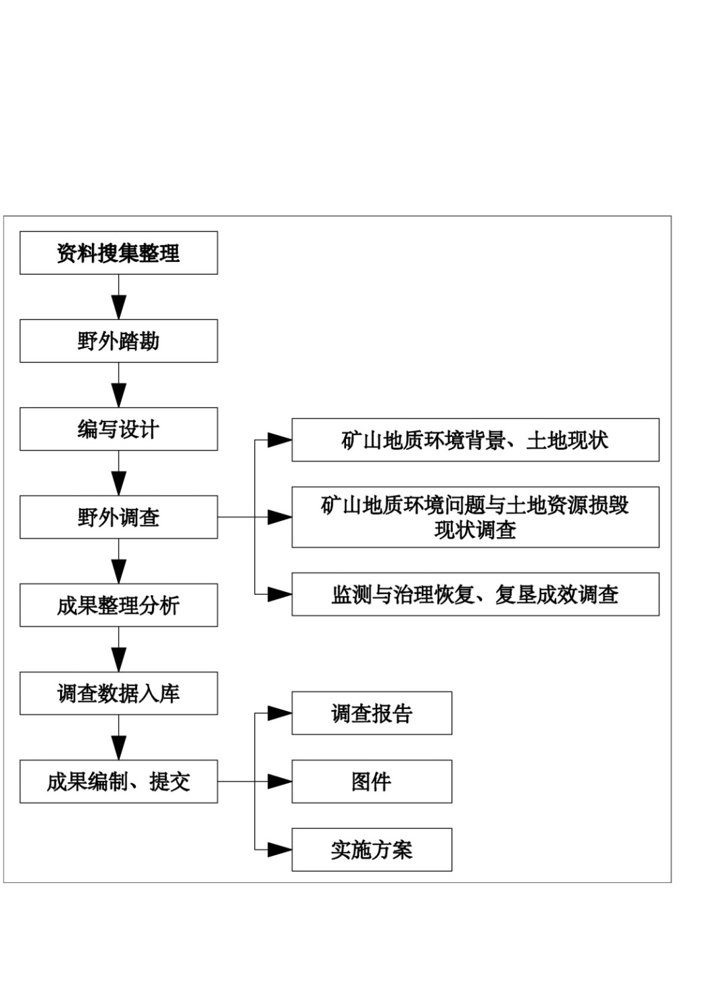 资料搜集整理
野外踏勘
编写设计
野外调查
矿山地质环境背景、土地现状
矿山地质环境问题与土地资源损毁
现状调查
监测与治理恢复、复垦成效调查
成果整理分析
调查数据入库
成果编制、提交
调查报告
图件
实施方案